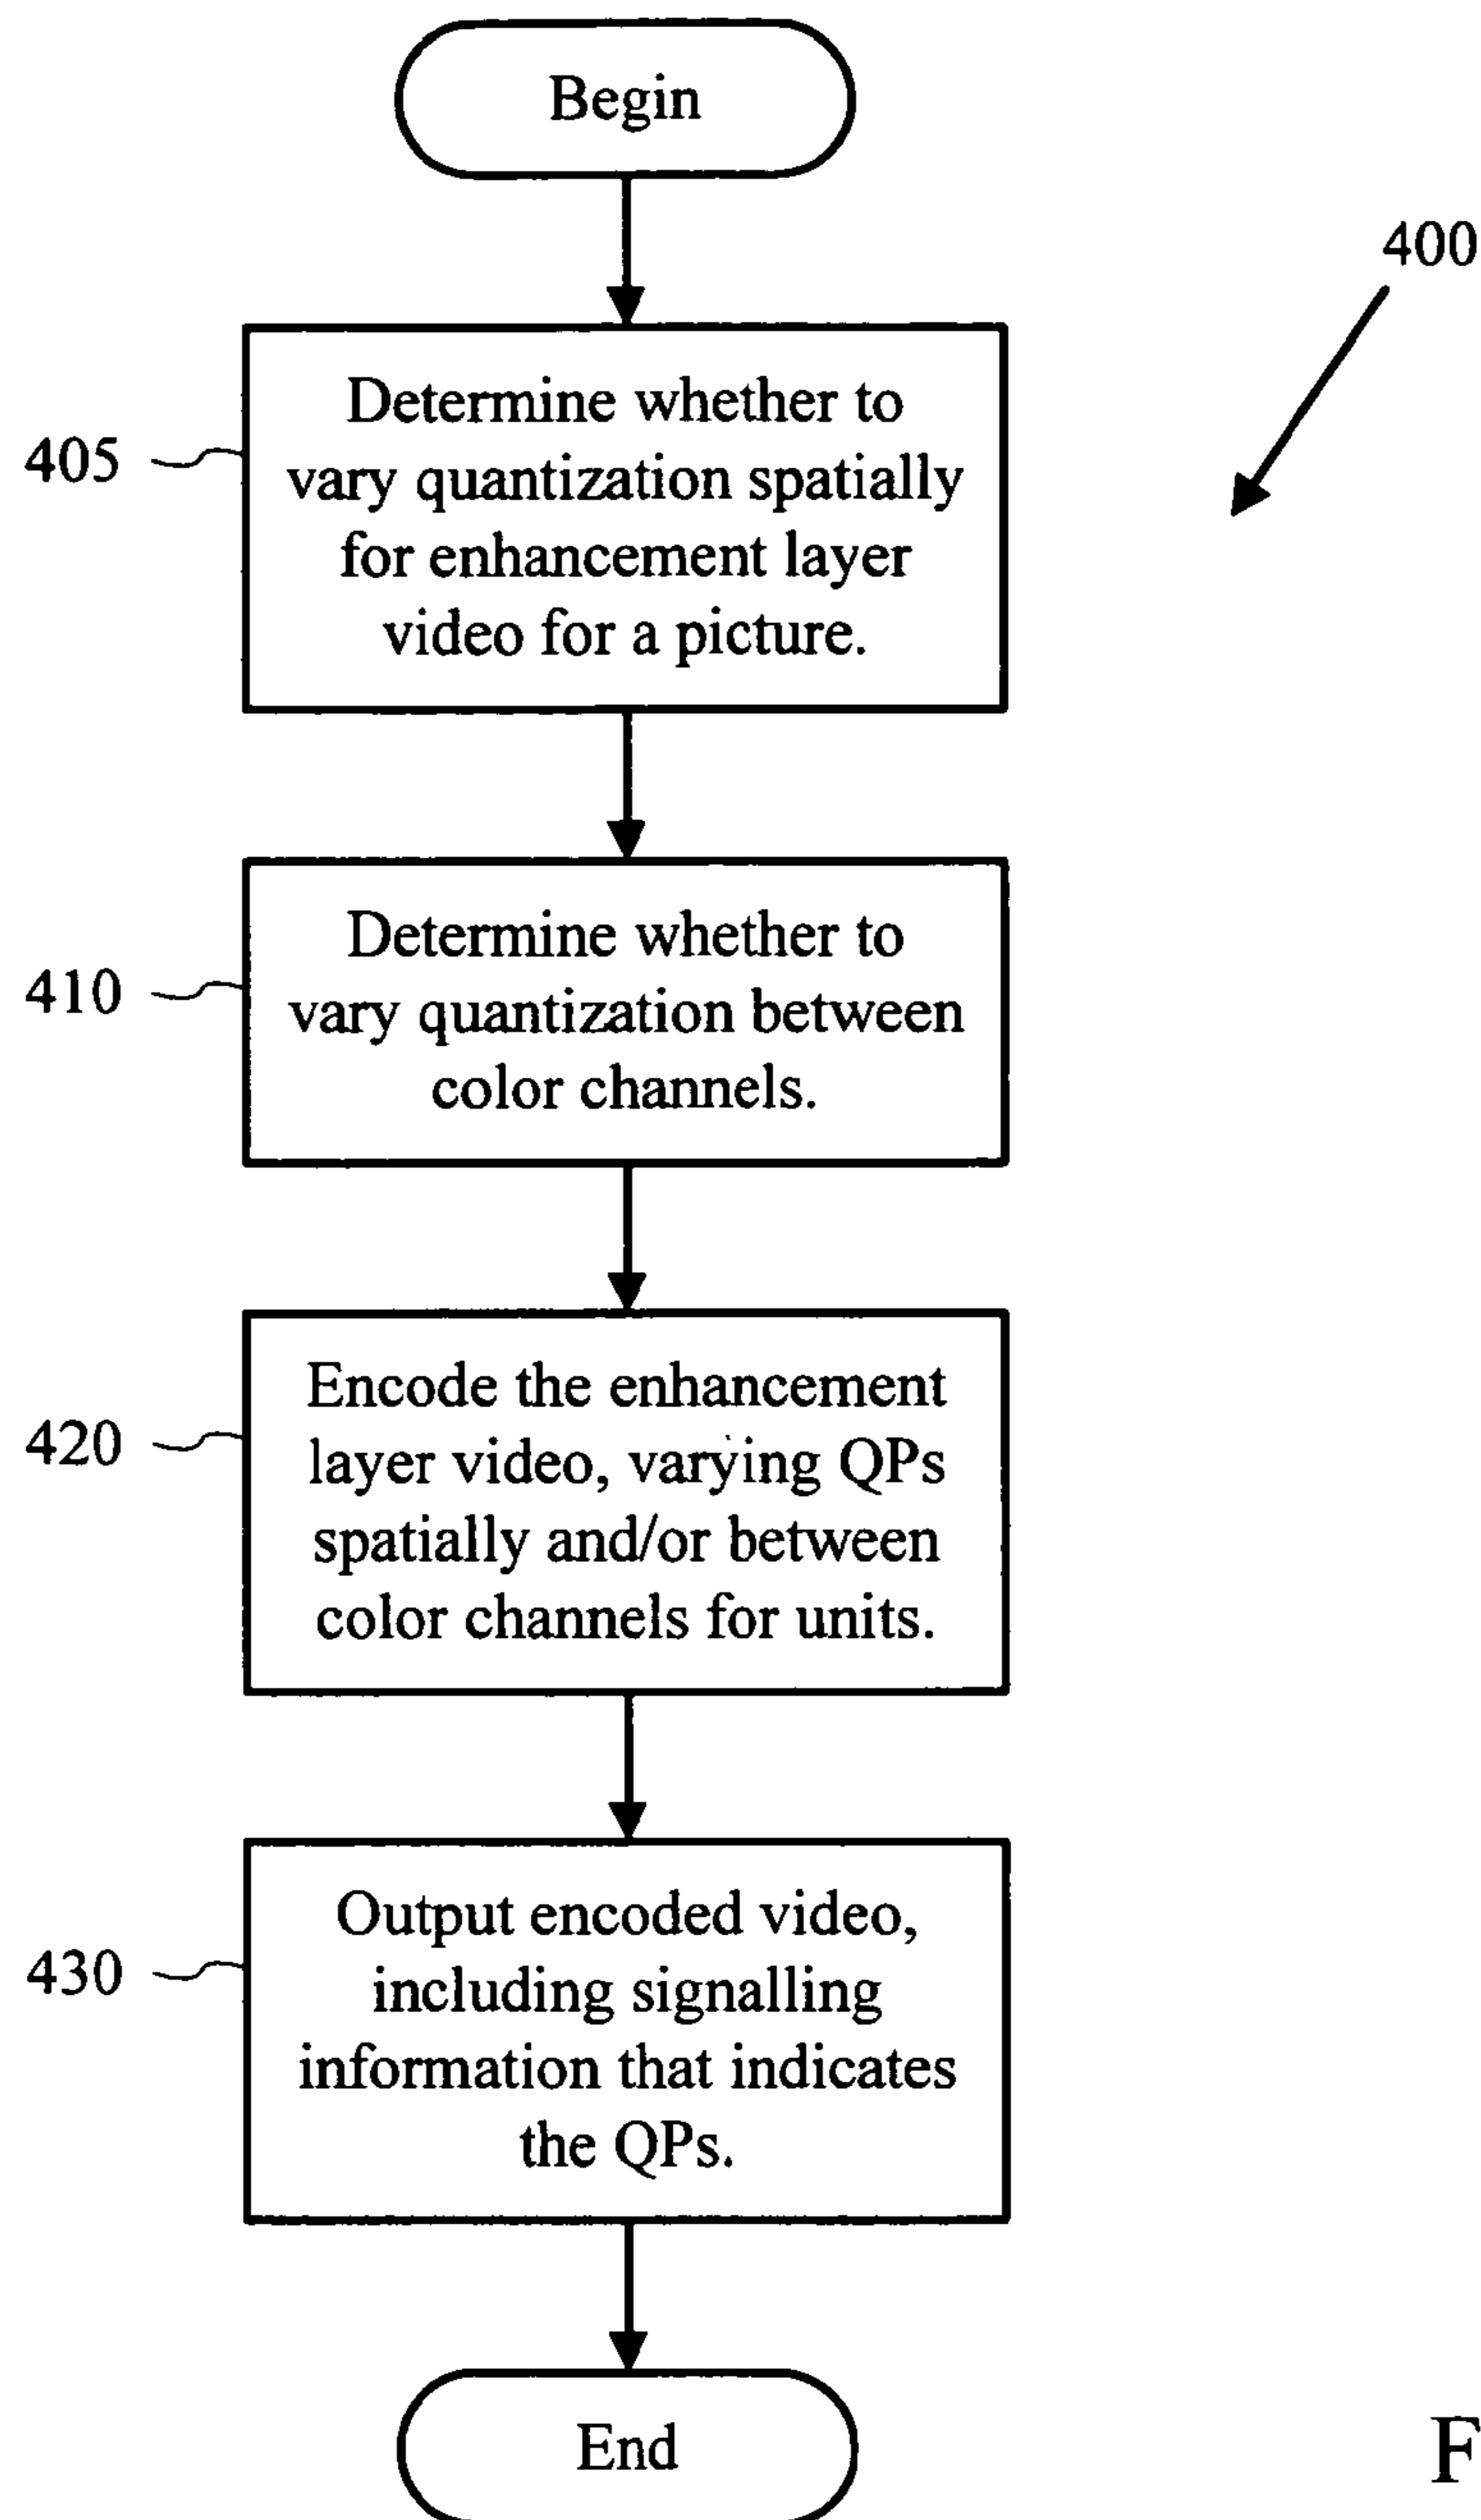 Begin
400
405
Determine whether to
vary quantization spatially
for enhancement layer
video for a picture.
410
Determine whether to
vary quantization between
color channels.
420
Encode the enhancement
layer video, varying QPs
spatially and/or between
color channels for units.
430
Output encoded video,
including signalling
information that indicates
the QPs.
End
F